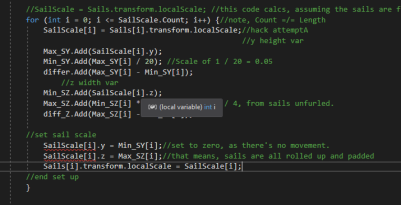 //SailScale = Sails.transform.localScale; //this code calcs, assuming the sails are f
for (int i = 0; i <= SailScale.Count; i++) {//note, Count =/= Length
SailScale[i] = Sails[i].transform.localScale;//hack attemptA
//y height var
Max_SY.Add(SailScale[i].y);
Min_SY.Add(Max_SY[i] / 20); //Scale of 1 / 20 = 0.05
differ.Add(Max_SY[i] - Min_SY[i]);
//z width var
Min_SZ.Add(SailScale[i].z);
Max_SZ.Add(Min_SZ[i] * / 4, from sails unfurled.
diff_Z.Add(Max_SZ[i] -
(local variable) int i
//set sail scale
SailScale[i].y = Min_SY[i];//set to zero, as there's no movement.
SailScale[i].z = Max_SZ[i];//that means, sails are all rolled up and padded
Sails[i].transform.localScale = SailScale[i];
//end set up
}